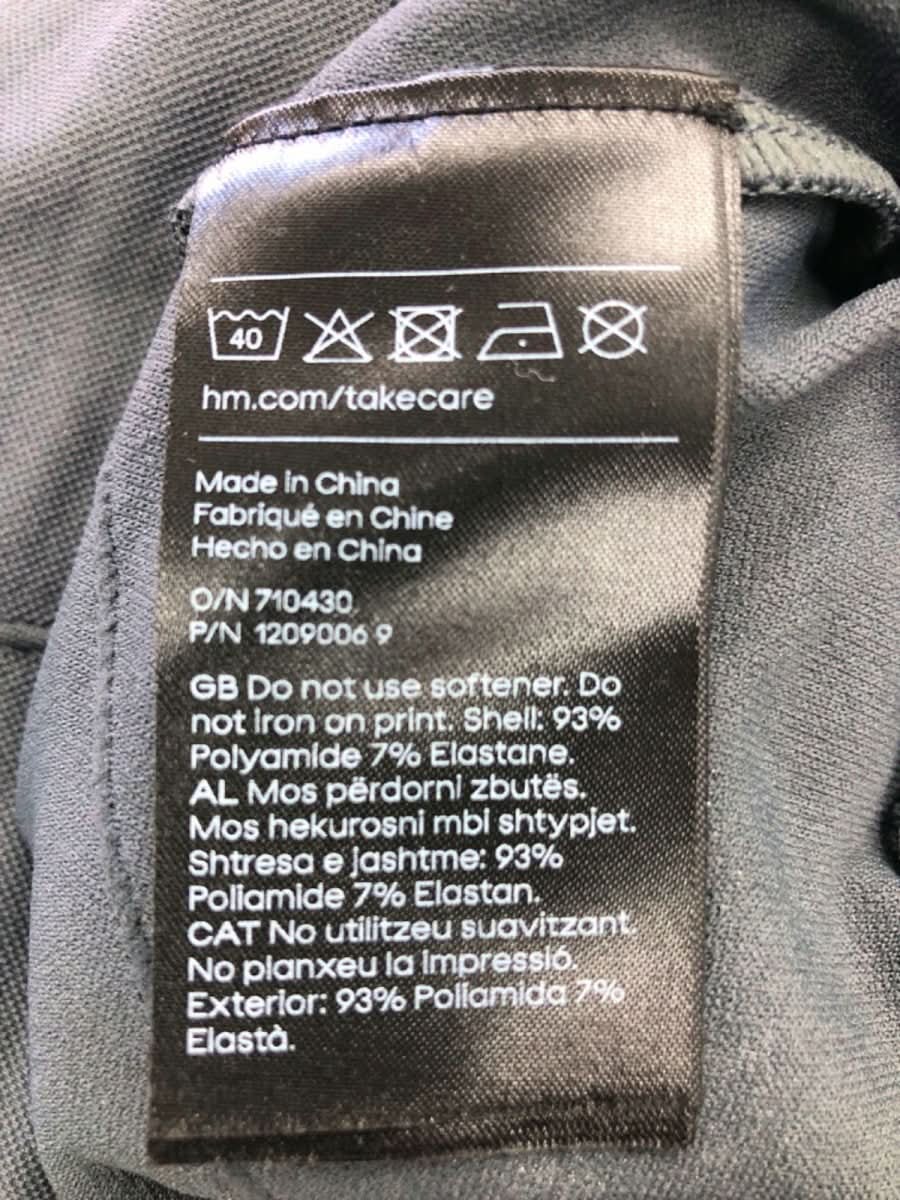 40
hm.com/takecare
Made in China
Fabriqué en Chine
Hecho en China
O/N 710430
P/N 1209006 9
GB Do not use softener. Do
not iron on print. Shell: 93%
Polyamide 7% Elastane.
AL Mos përdorni zbutës.
Mos hekurosni mbi shtypjet.
Shtresa e jashtme: 93%
Poliamide 7% Elastan.
CAT No utilitzeu suavitzant.
No planxeu la impressió.
Exterior: 93% Poliamida 7%
Elastà.